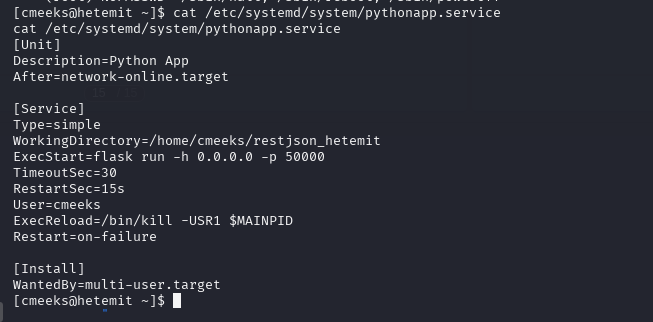 [cmeeks@hetemit ~]$ cat /etc/systemd/system/pythonapp.service
cat /etc/systemd/system/pythonapp.service
[Unit]
Description=Python App
After=network-online.target

[Service]
Type=simple
WorkingDirectory=/home/cmeeks/restjson_hetemit
ExecStart=flask run -h 0.0.0.0 -p 50000
TimeoutSec=30
RestartSec=15s
User=cmeeks
ExecReload=/bin/kill -USR1 $MAINPID
Restart=on-failure

[Install]
WantedBy=multi-user.target
[cmeeks@hetemit ~]$